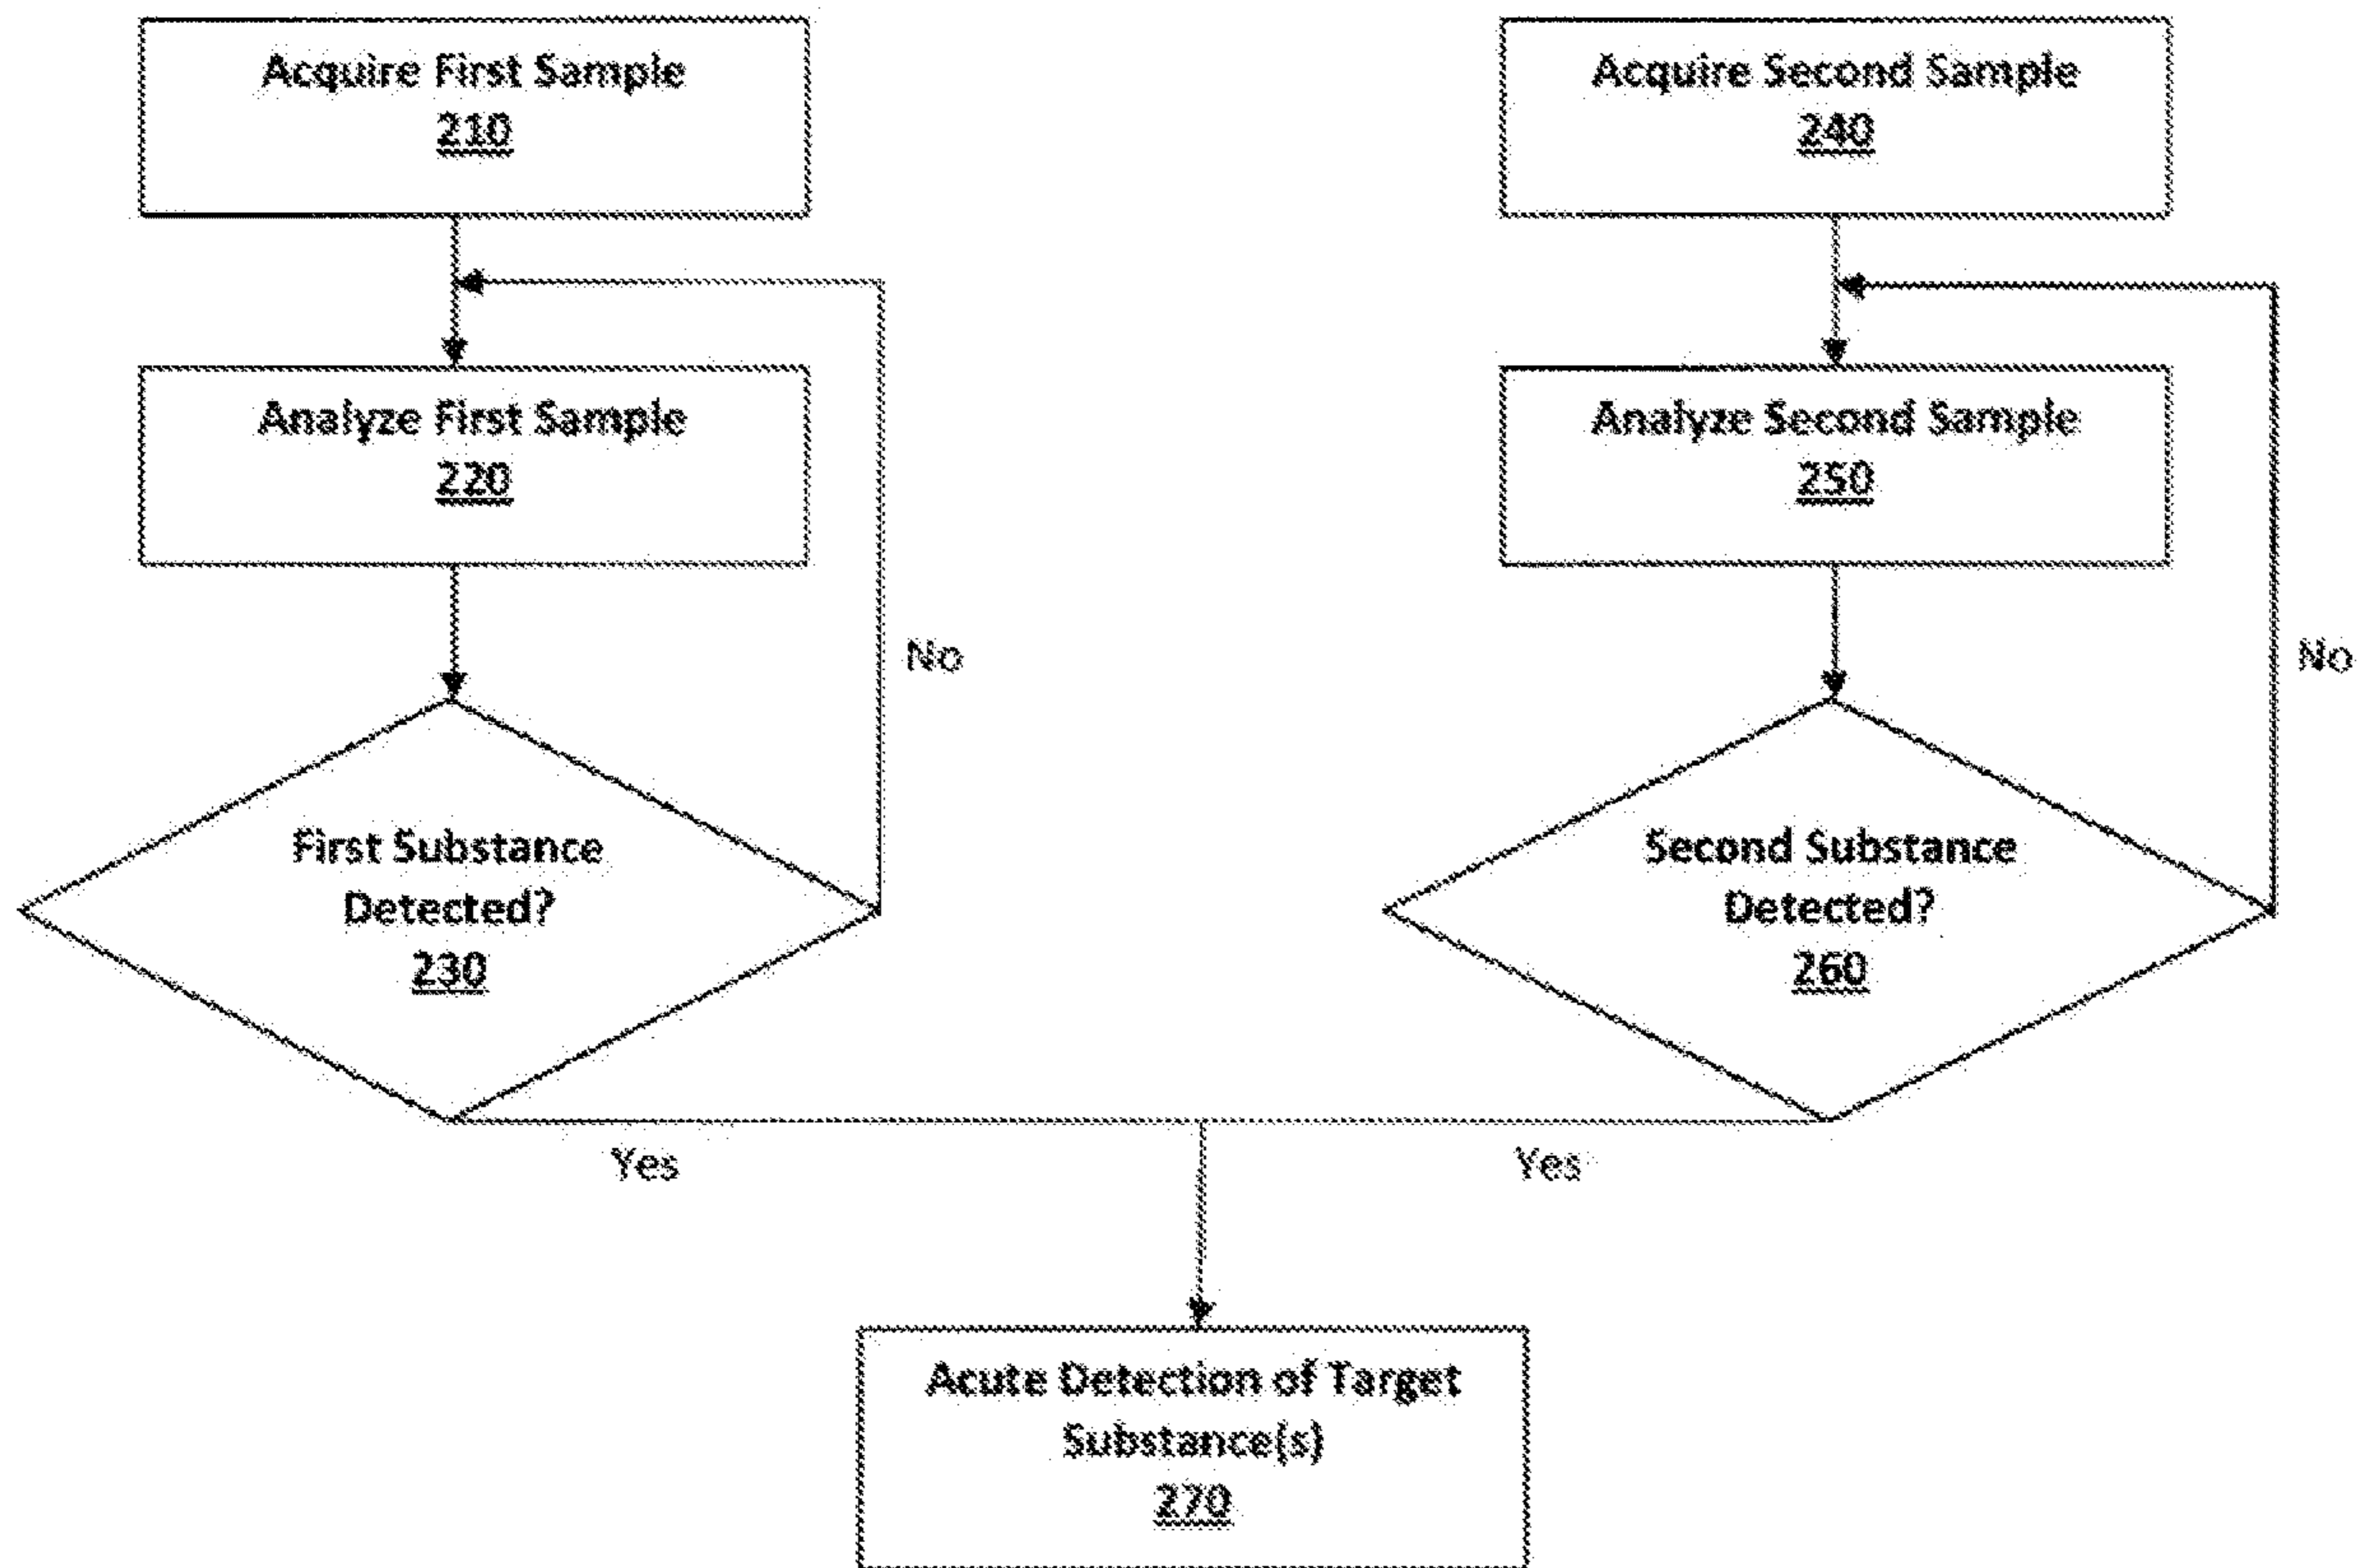 Acquire First Sample
210
Acquire Second Sample
240
Analyze First Sample
220
Analyze Second Sample
250
No
No
First Substance
Detected?
230
Second Substance
Detected?
260
Yes
Yes
Acute Detection of Target
Substance(s)
270